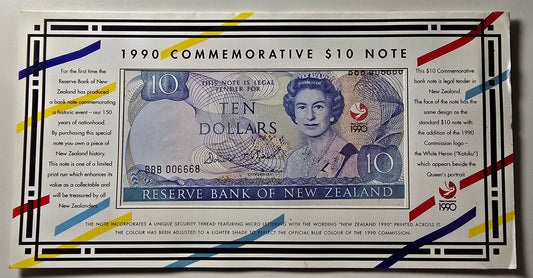 1990 COMMEMORATIVE $10 NOTE
For the first time the
Reserve Bank of New
Zealand has produced
a bank note commemorating
a historic event – our 150
years of nationhood.
By purchasing this special
note you own a piece of
New Zealand history.
This note is one of a limited
print run which enhances its
value as a collectable and
will be treasured by all
New Zealanders.
10
THIS NOTE IS LEGAL
TENDER FOR
TEN
DOLLARS
GOVERNOR
BBB 006668
1990
10
RESERVE BANK OF NEW ZEALAND
This $10 Commemorative
bank note is legal tender in
New Zealand.
The face of the note has the
same design as the
standard $10 note with
the addition of the 1990
Commission logo –
the White Heron ("Kotuku")
which appears beside the
Queen's portrait.
1990
THE NOTE INCORPORATES A UNIQUE SECURITY THREAD FEATURING MICRO LETTERING WITH THE WORDING "NEW ZEALAND 1990" PRINTED ACROSS IT.
THE COLOUR HAS BEEN ADJUSTED TO A LIGHTER SHADE TO REFLECT THE OFFICIAL BLUE COLOUR OF THE 1990 COMMISSION.